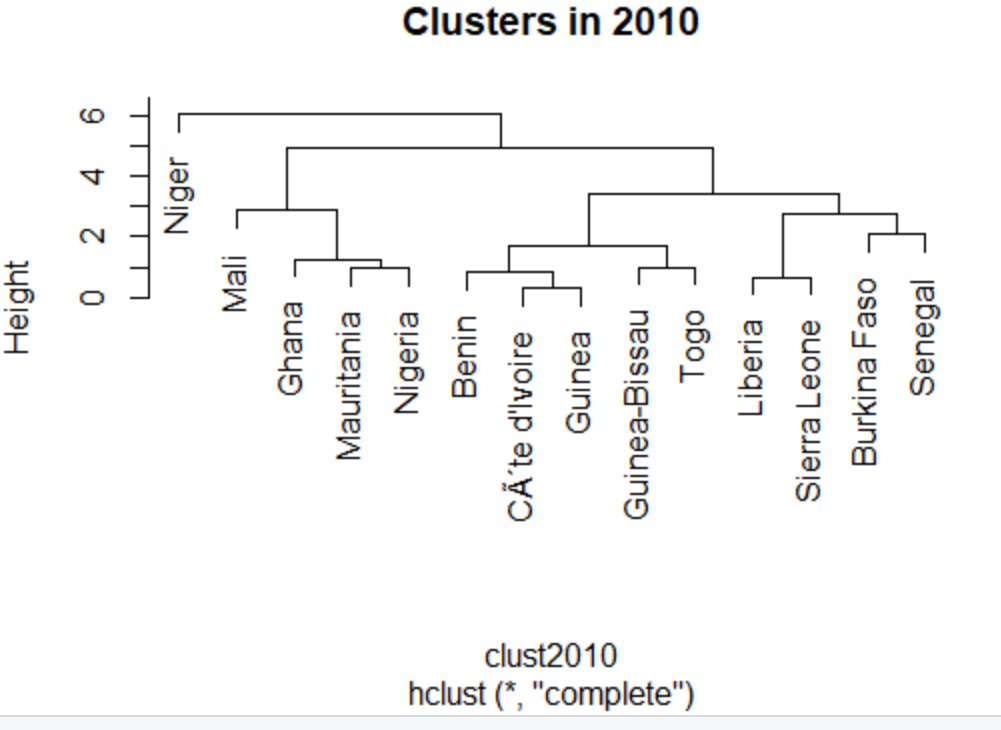 Clusters in 2010
Height
6
4
2
0
Niger
Mali
Ghana
Mauritania
Nigeria
Benin
CÃ´te d'Ivoire
Guinea
Guinea-Bissau
Togo
Liberia
Sierra Leone
Burkina Faso
Senegal
clust2010
hclust (*, "complete")